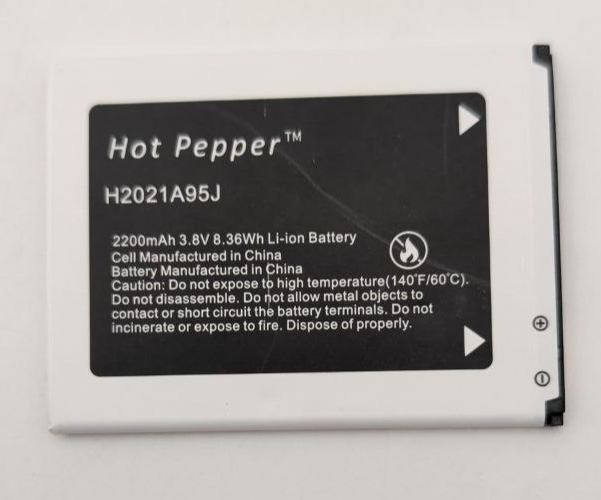 Hot Pepper™
H2021A95J
2200mAh 3.8V 8.36Wh Li-ion Battery
Cell Manufactured in China
Battery Manufactured in China
Caution: Do not expose to high temperature(140°F/60°C).
Do not disassemble. Do not allow metal objects to
contact or short circuit the battery terminals. Do not
incinerate or expose to fire. Dispose of properly.
+
−